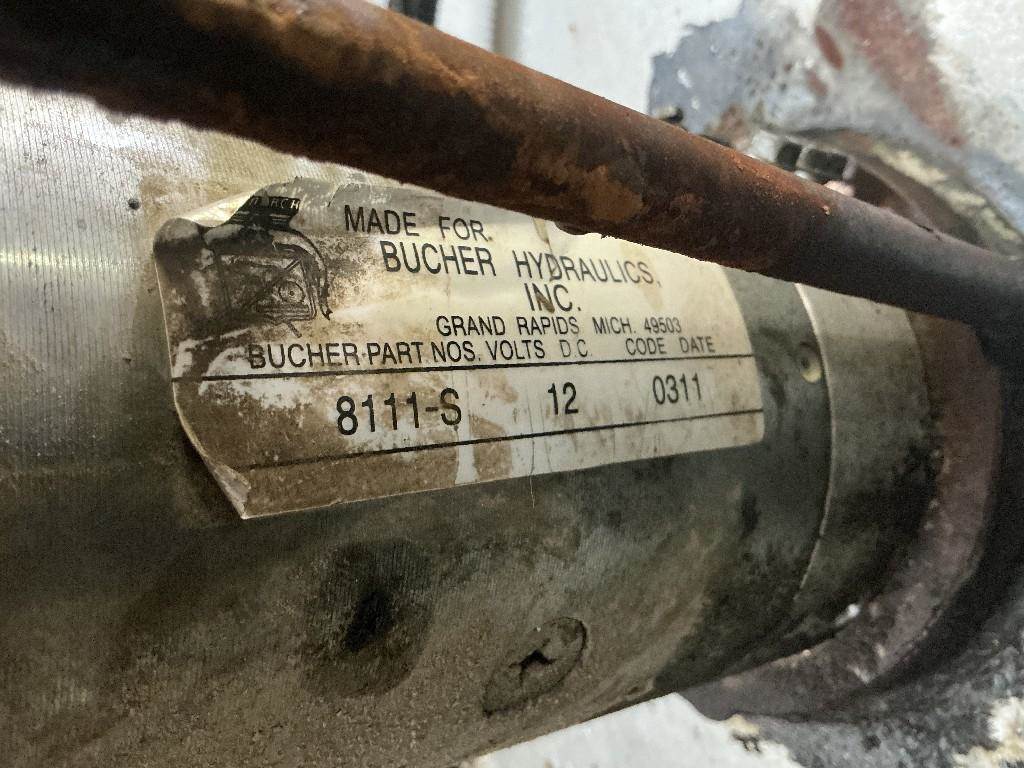 MADE FOR.
BUCHER HYDRAULICS,
INC.
GRAND RAPIDS MICH. 49503
BUCHER PART NOS. VOLTS D.C. CODE DATE
8111-S 12 0311